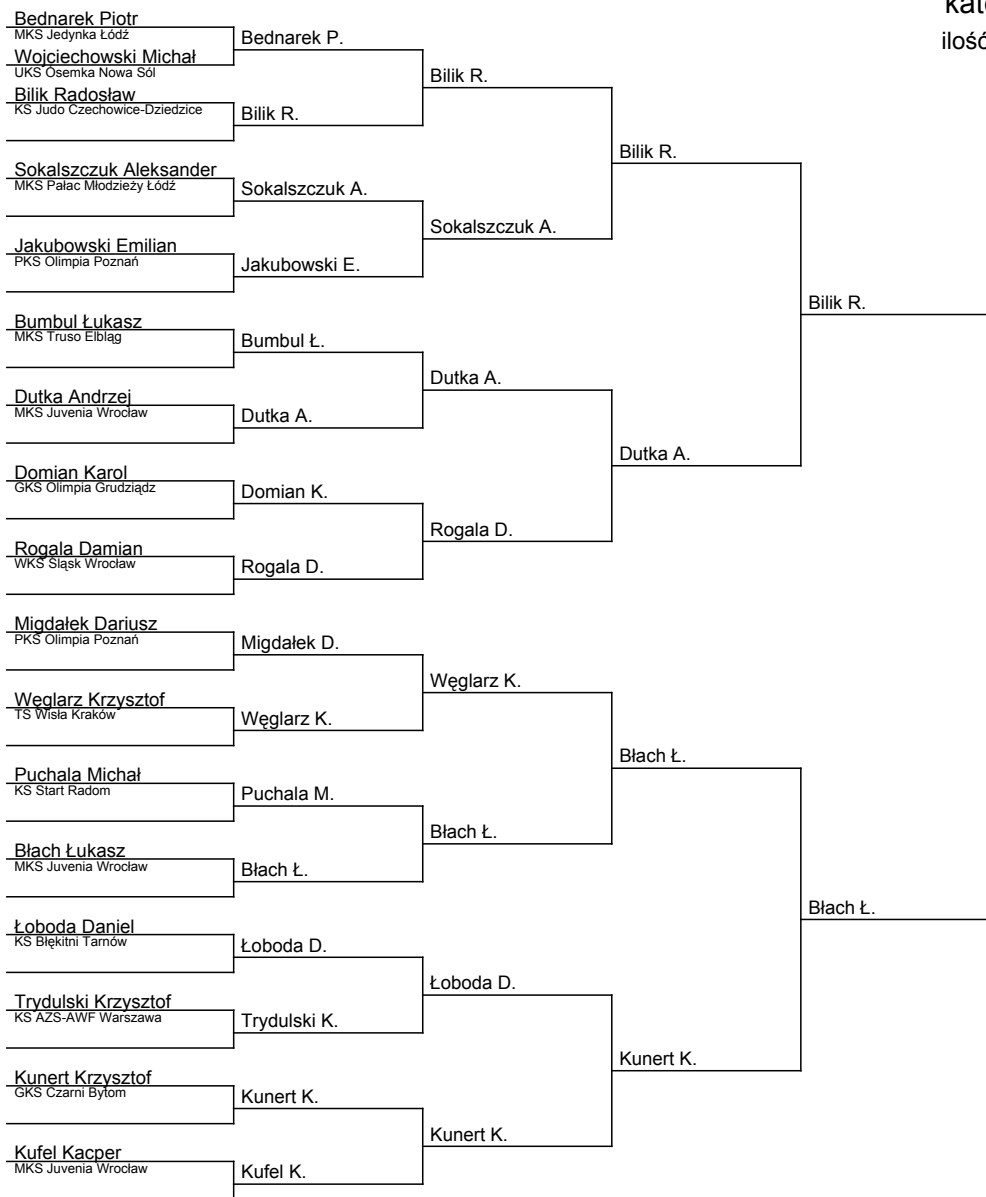 kat
ilość
Bednarek Piotr
MKS Jedynka Łódź
Wojciechowski Michał
UKS Ósemka Nowa Sól
Bilik Radosław
KS Judo Czechowice-Dziedzice
Sokalszczuk Aleksander
MKS Pałac Młodzieży Łódź
Jakubowski Emilian
PKS Olimpia Poznań
Bumbul Łukasz
MKS Truso Elbląg
Dutka Andrzej
MKS Juvenia Wrocław
Domian Karol
GKS Olimpia Grudziądz
Rogala Damian
WKS Śląsk Wrocław
Migdałek Dariusz
PKS Olimpia Poznań
Węglarz Krzysztof
TS Wisła Kraków
Puchala Michał
KS Start Radom
Błach Łukasz
MKS Juvenia Wrocław
Łoboda Daniel
KS Błękitni Tarnów
Trydulski Krzysztof
KS AZS-AWF Warszawa
Kunert Krzysztof
GKS Czarni Bytom
Kufel Kacper
MKS Juvenia Wrocław
Bednarek P.
Bilik R.
Sokalszczuk A.
Jakubowski E.
Bumbul Ł.
Dutka A.
Domian K.
Rogala D.
Migdałek D.
Węglarz K.
Puchala M.
Błach Ł.
Łoboda D.
Trydulski K.
Kunert K.
Kufel K.
Bilik R.
Sokalszczuk A.
Dutka A.
Rogala D.
Węglarz K.
Błach Ł.
Łoboda D.
Kunert K.
Bilik R.
Dutka A.
Błach Ł.
Kunert K.
Bilik R.
Błach Ł.